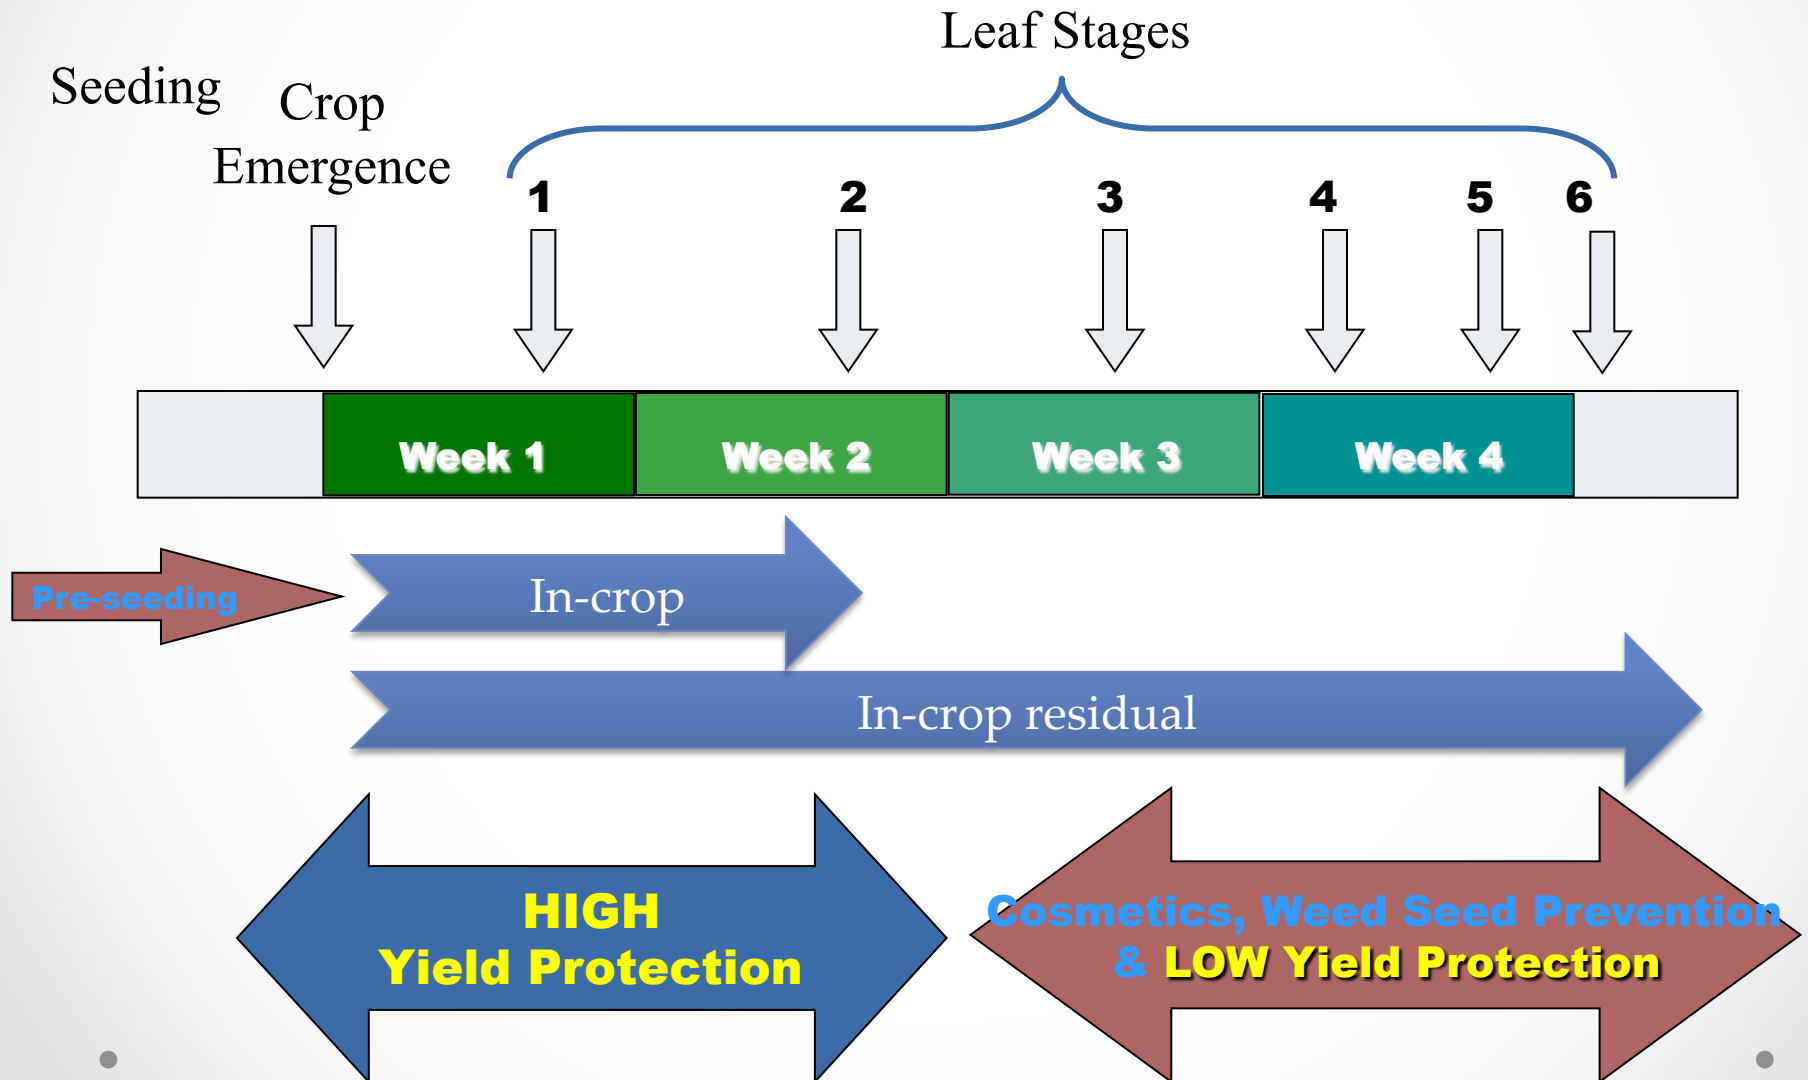 Leaf Stages
Seeding
Crop
Emergence
1 2 3 4 5 6
Week 1 Week 2 Week 3 Week 4
Pre-seeding
In-crop
In-crop residual
HIGH
Yield Protection
Cosmetics, Weed Seed Prevention
& LOW Yield Protection